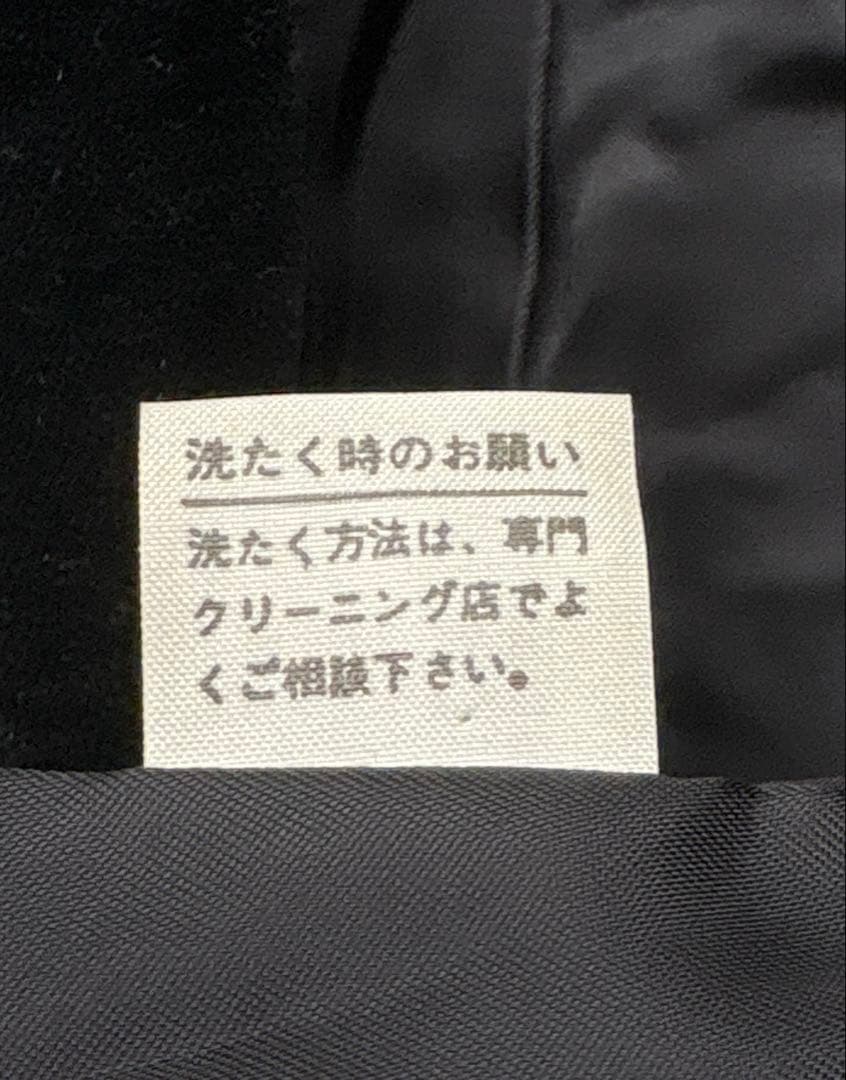 洗たく時のお願い
洗たく方法は、専門
クリーニング店でよ
くご相談下さい。